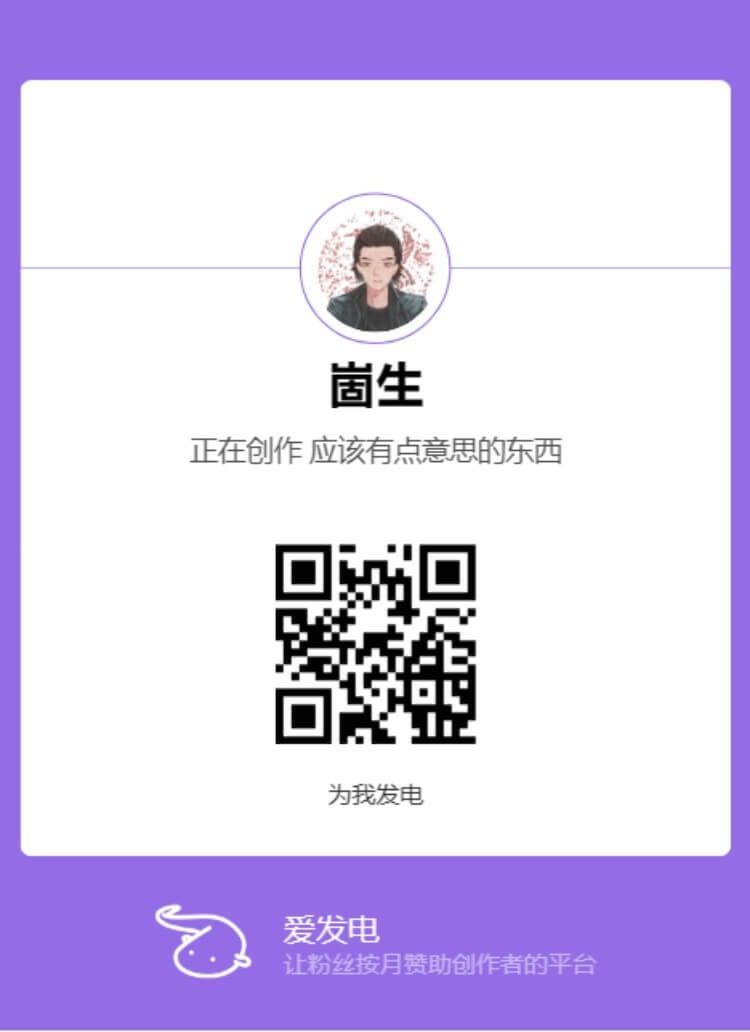 崮生
正在创作 应该有点意思的东西
为我发电
爱发电
让粉丝按月赞助创作者的平台